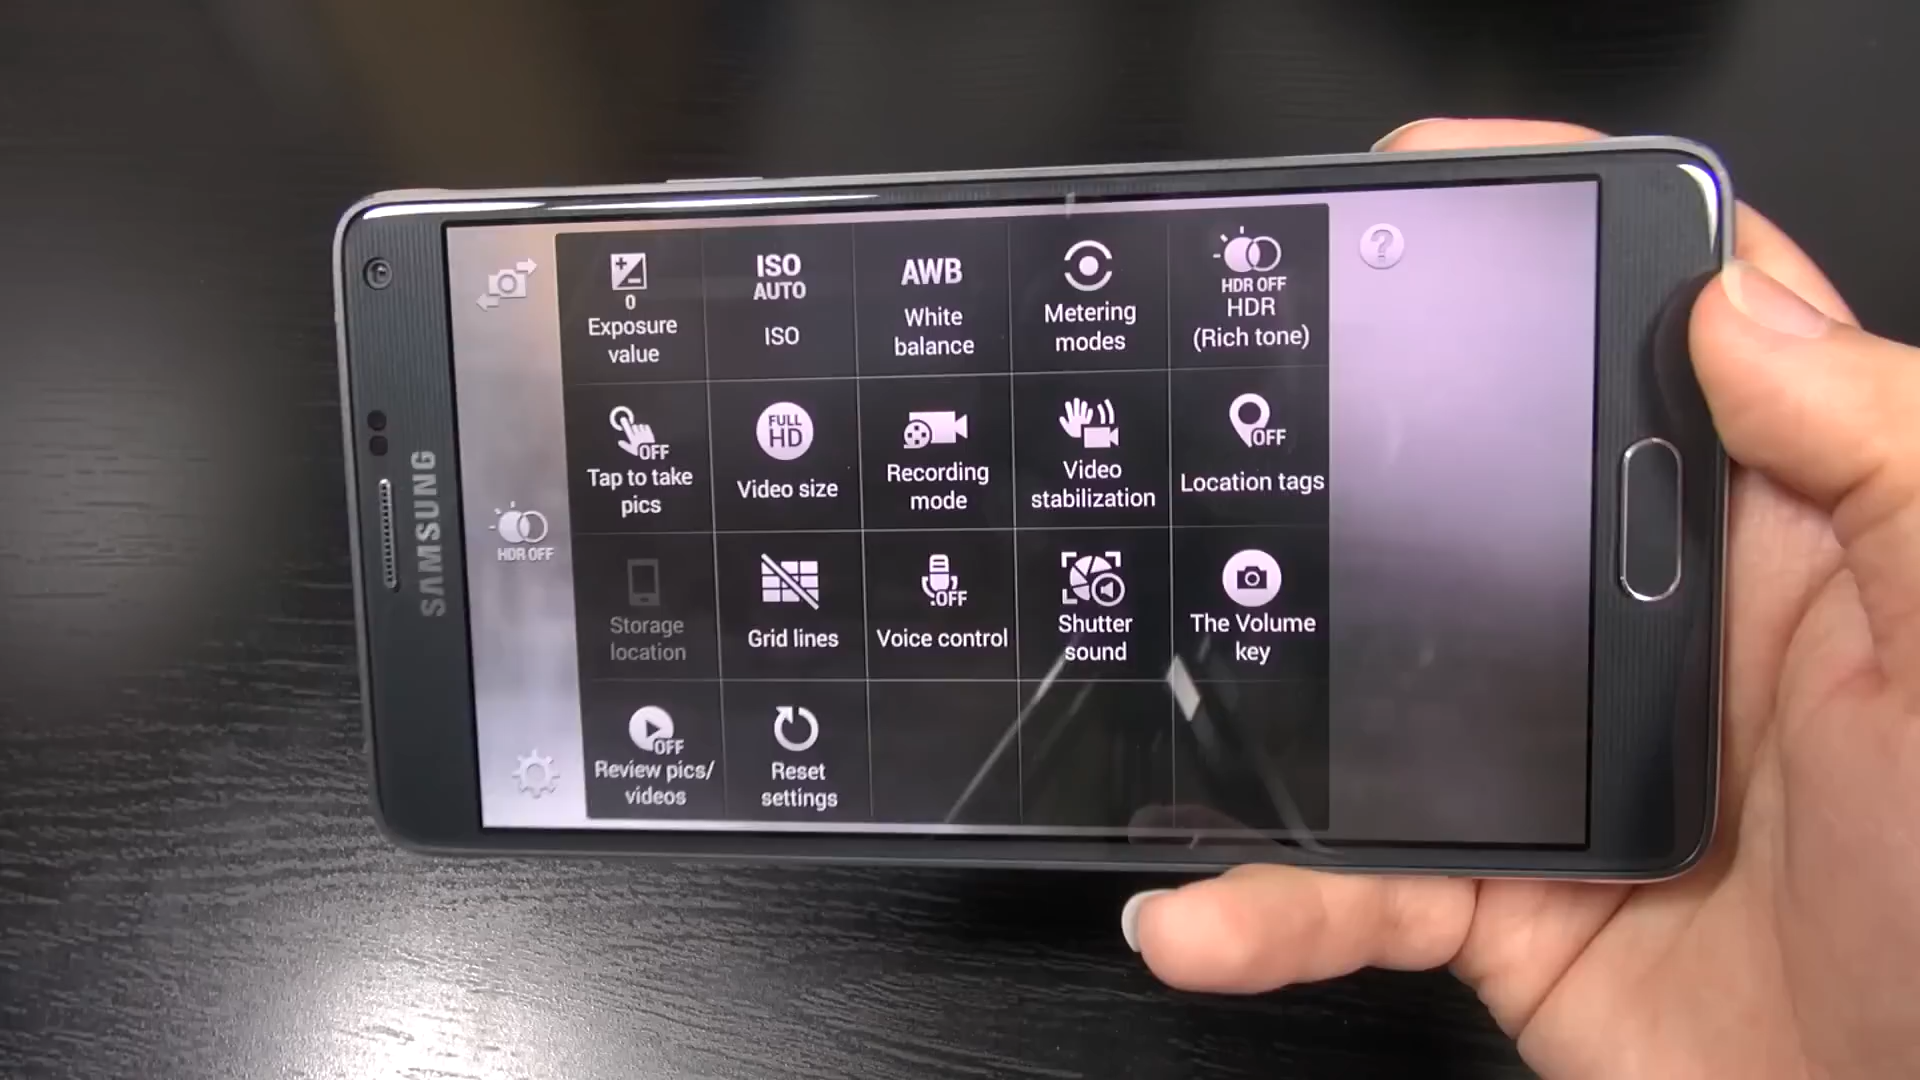 SAMSUNG
HDR OFF
0
Exposure
value
ISO
AUTO
ISO
AWB
White
balance
Metering
modes
HDR OFF
HDR
(Rich tone)
?
OFF
Tap to take
pics
FULL
HD
Video size
Recording
mode
Video
stabilization
OFF
Location tags
Storage
location
Grid lines
OFF
Voice control
Shutter
sound
The Volume
key
OFF
Review pics/
videos
Reset
settings